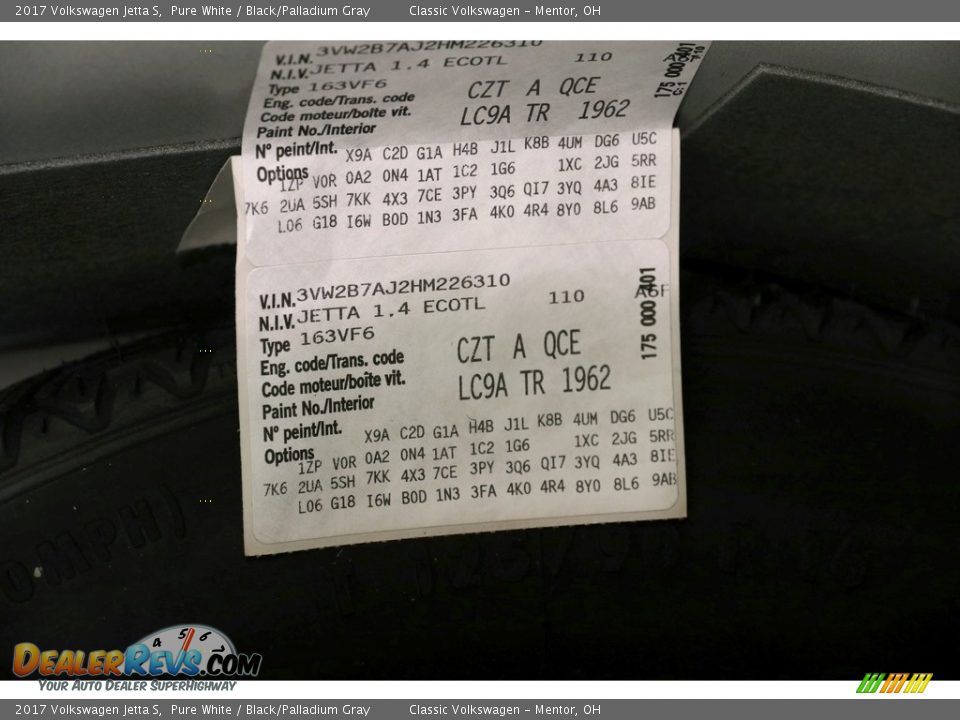 2017 Volkswagen Jetta S, Pure White / Black/Palladium Gray Classic Volkswagen – Mentor, OH
V.I.N. 3VW2B7AJ2HM226310
N.I.V. JETTA 1.4 ECOTL 110
Type 163VF6
Eng. code/Trans. code CZT A QCE
Code moteur/boîte vit.
Paint No./Interior LC9A TR 1962
N° peint/Int.
Options X9A C2D G1A H4B J1L K8B 4UM DG6 U5C
1ZP VOR 0A2 0N4 1AT 1C2 1G6 1XC 2JG 5RR
7K6 2UA 5SH 7KK 4X3 7CE 3PY 3Q6 QI7 3YQ 4A3 8IE
L06 G18 I6W B0D 1N3 3FA 4K0 4R4 8Y0 8L6 9AB
175 000 401
V.I.N. 3VW2B7AJ2HM226310
N.I.V. JETTA 1.4 ECOTL 110
Type 163VF6
Eng. code/Trans. code CZT A QCE
Code moteur/boîte vit.
Paint No./Interior LC9A TR 1962
N° peint/Int.
Options X9A C2D G1A H4B J1L K8B 4UM DG6 U5C
1ZP VOR 0A2 0N4 1AT 1C2 1G6 1XC 2JG 5RR
7K6 2UA 5SH 7KK 4X3 7CE 3PY 3Q6 QI7 3YQ 4A3 8IE
L06 G18 I6W B0D 1N3 3FA 4K0 4R4 8Y0 8L6 9AB
175 000 401
MPH)
4 5 6
DealerRevs.com
Your Auto Dealer SuperHighway
2017 Volkswagen Jetta S, Pure White / Black/Palladium Gray Classic Volkswagen – Mentor, OH